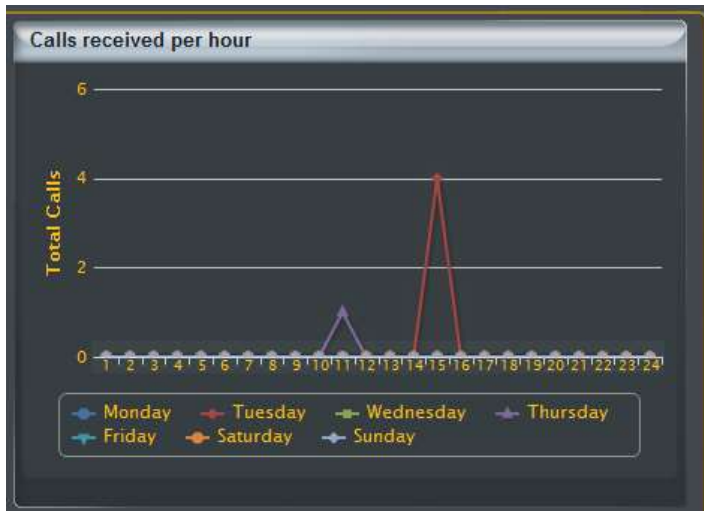 Calls received per hour
6
4
2
0
Total Calls
1 2 3 4 5 6 7 8 9 10 11 12 13 14 15 16 17 18 19 20 21 22 23 24
Monday Tuesday Wednesday Thursday
Friday Saturday Sunday